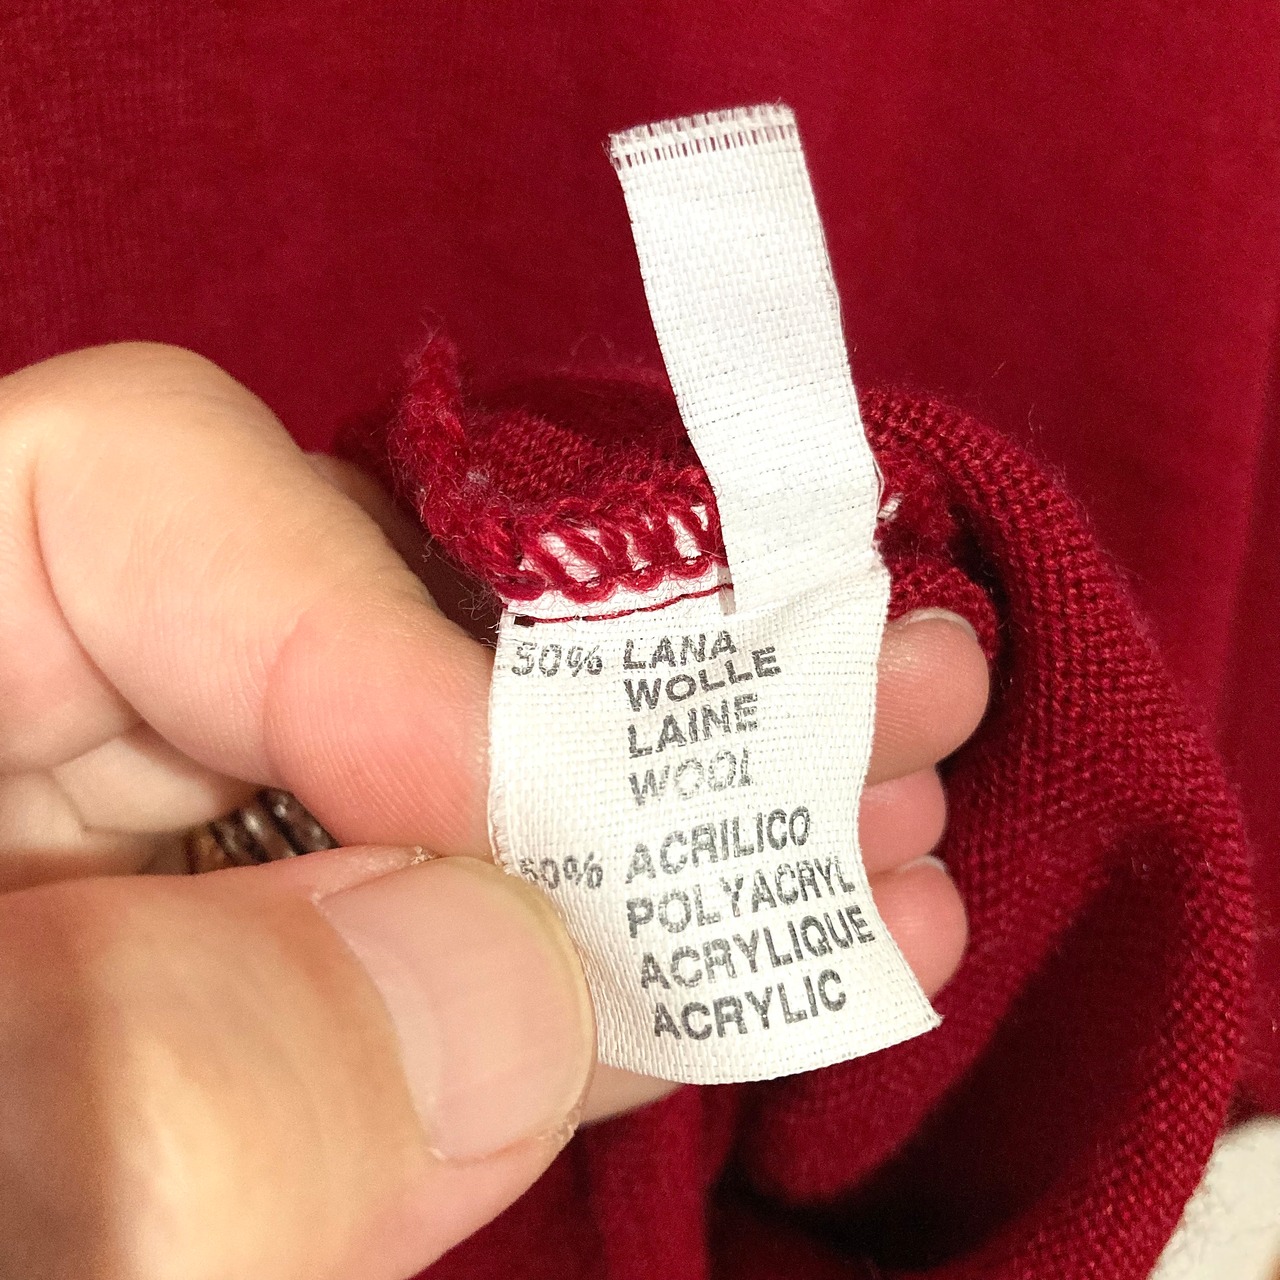 50% LANA
WOLLE
LAINE
WOOL
50% ACRILICO
POLYACRYL
ACRYLIQUE
ACRYLIC